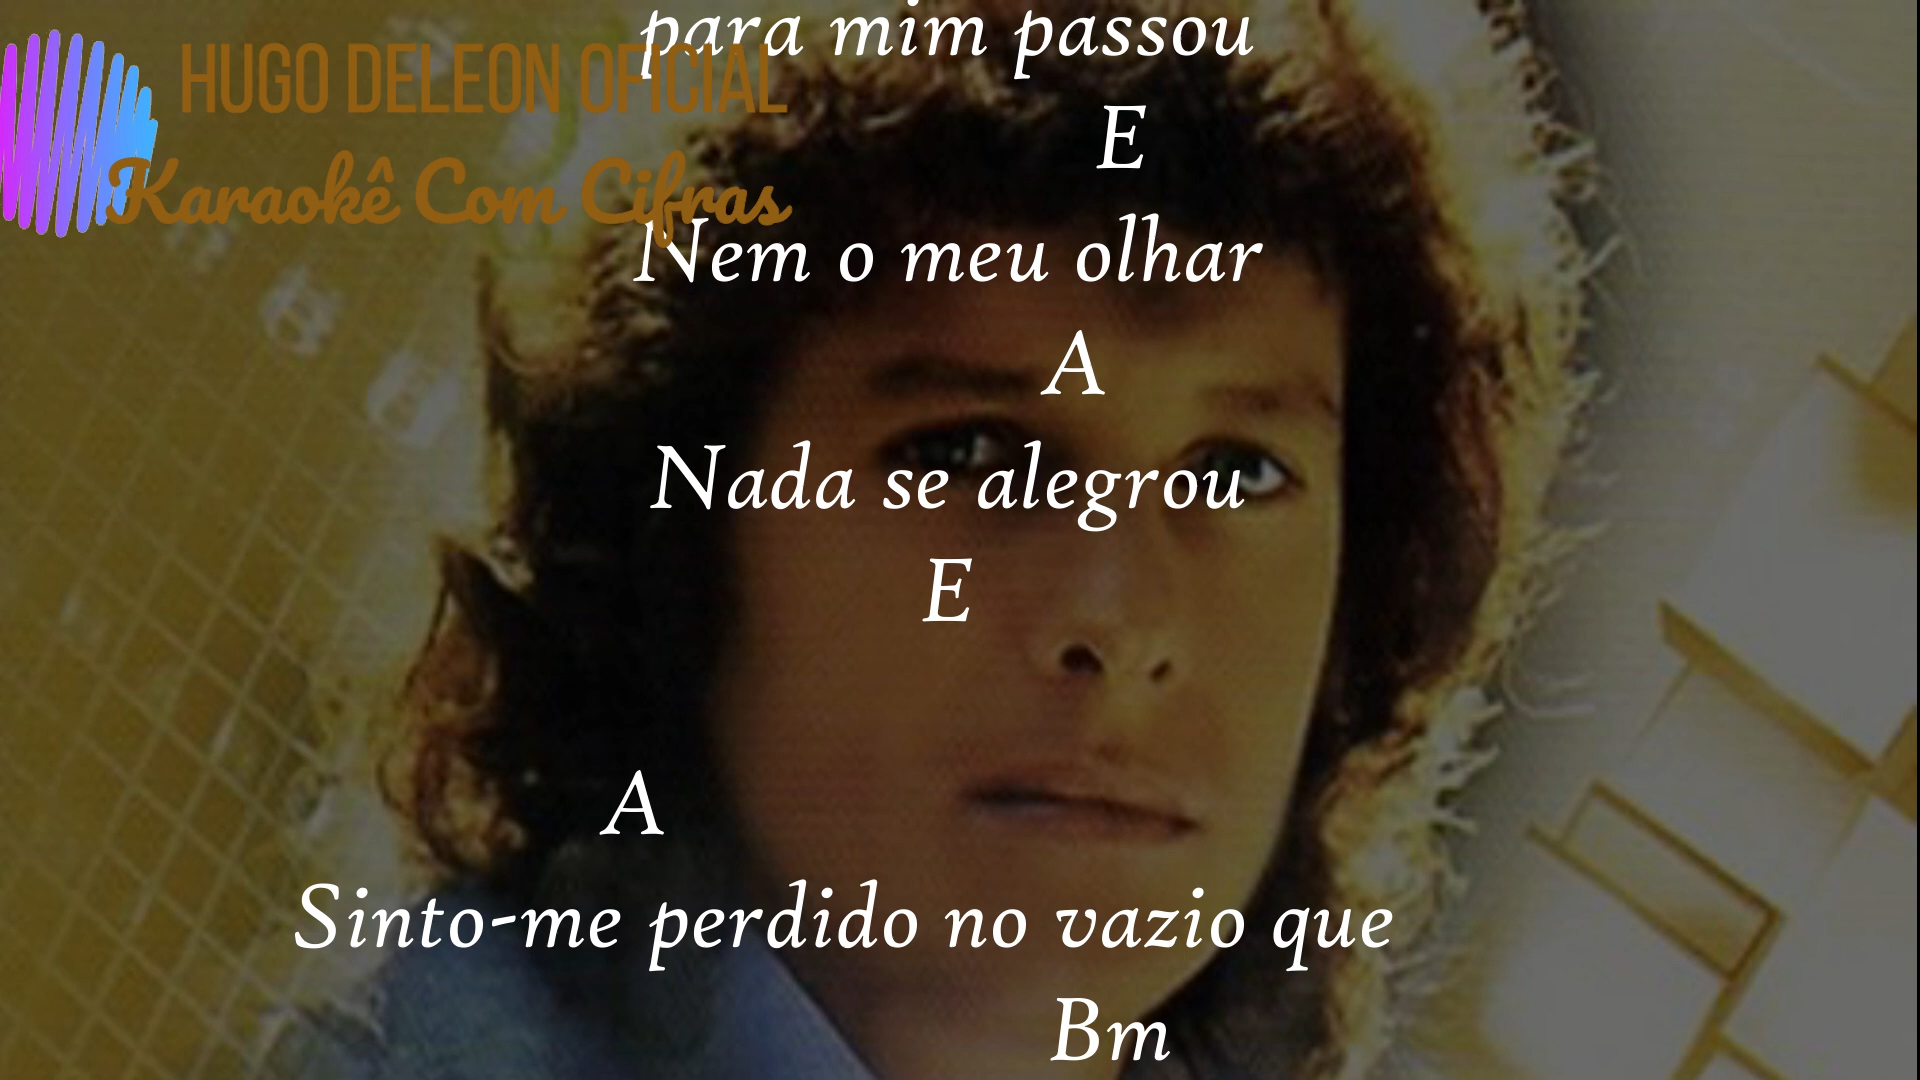 para mim passou
HUGO DELEON OFICIAL
E
Karaokê Com Cifras
Nem o meu olhar
A
Nada se alegrou
E
A
Sinto-me perdido no vazio que
Bm